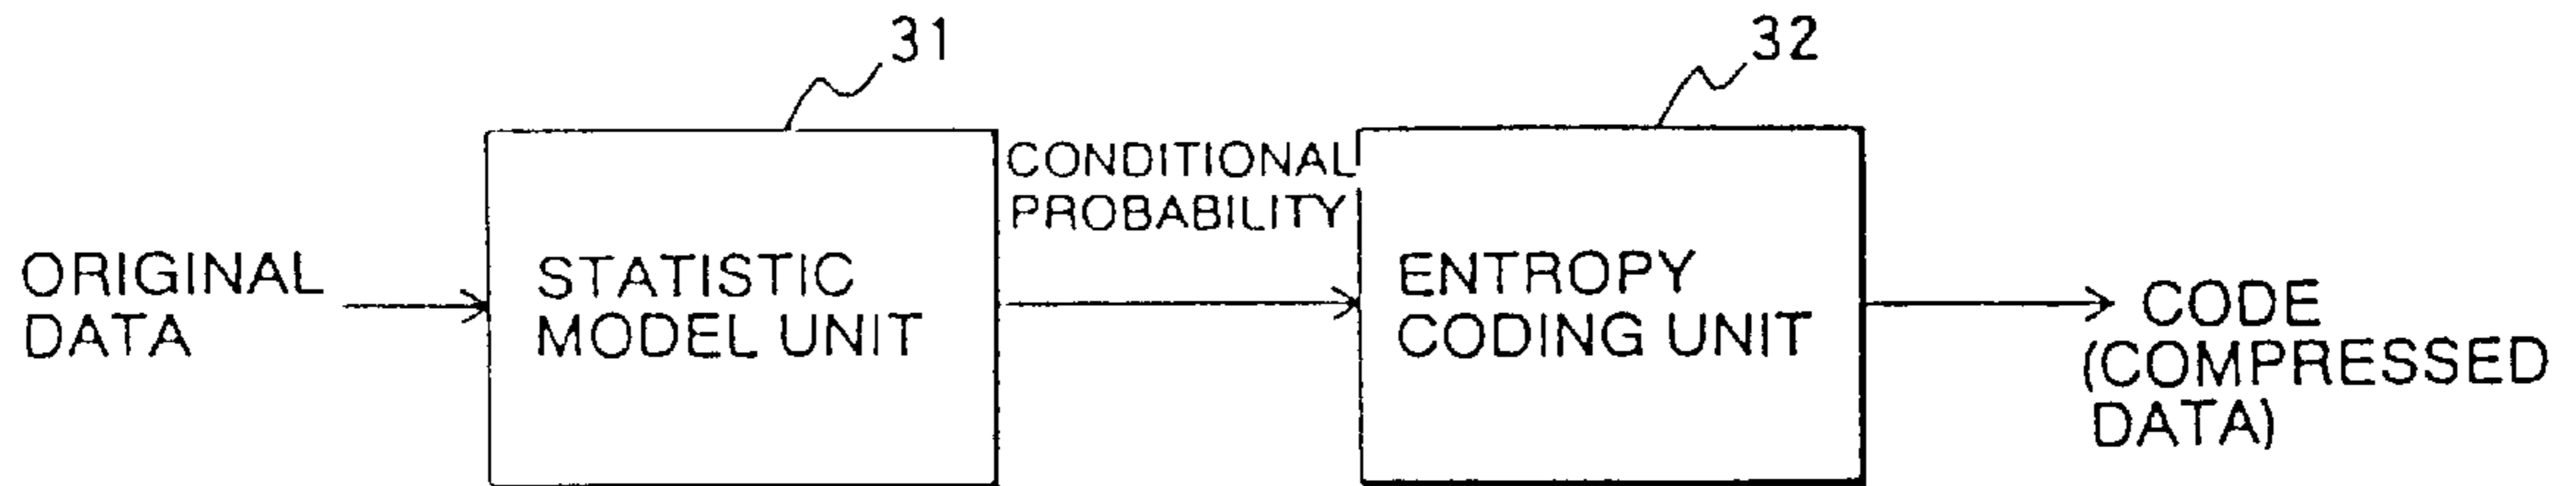 31
32
CONDITIONAL
PROBABILITY
ORIGINAL
DATA
STATISTIC
MODEL UNIT
ENTROPY
CODING UNIT
CODE
(COMPRESSED
DATA)